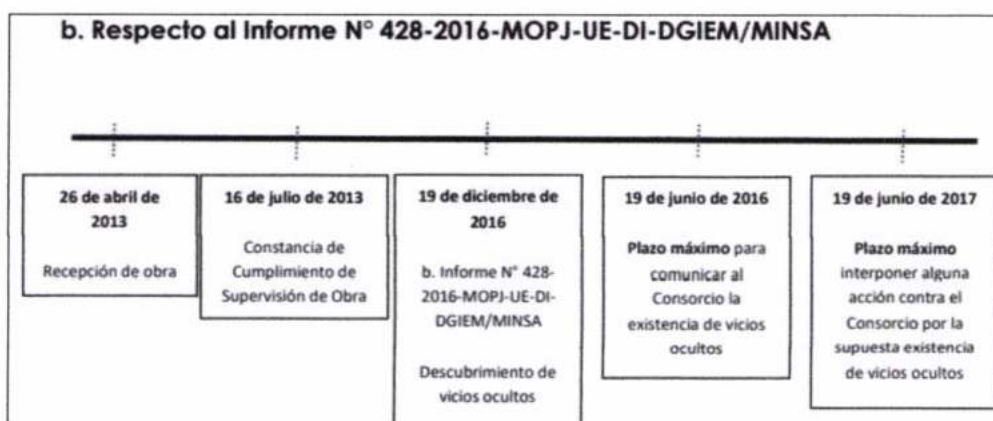 b. Respecto al Informe N° 428-2016-MOPJ-UE-DI-DGIEM/MINSA
26 de abril de
2013
Recepción de obra
16 de julio de 2013
Constancia de
Cumplimiento de
Supervisión de Obra
19 de diciembre de
2016
b. Informe N° 428-
2016-MOPJ-UE-DI-
DGIEM/MINSA
Descubrimiento de
vicios ocultos
19 de junio de 2016
Plazo máximo para
comunicar al
Consorcio la
existencia de vicios
ocultos
19 de junio de 2017
Plazo máximo
interponer alguna
acción contra el
Consorcio por la
supuesta existencia
de vicios ocultos